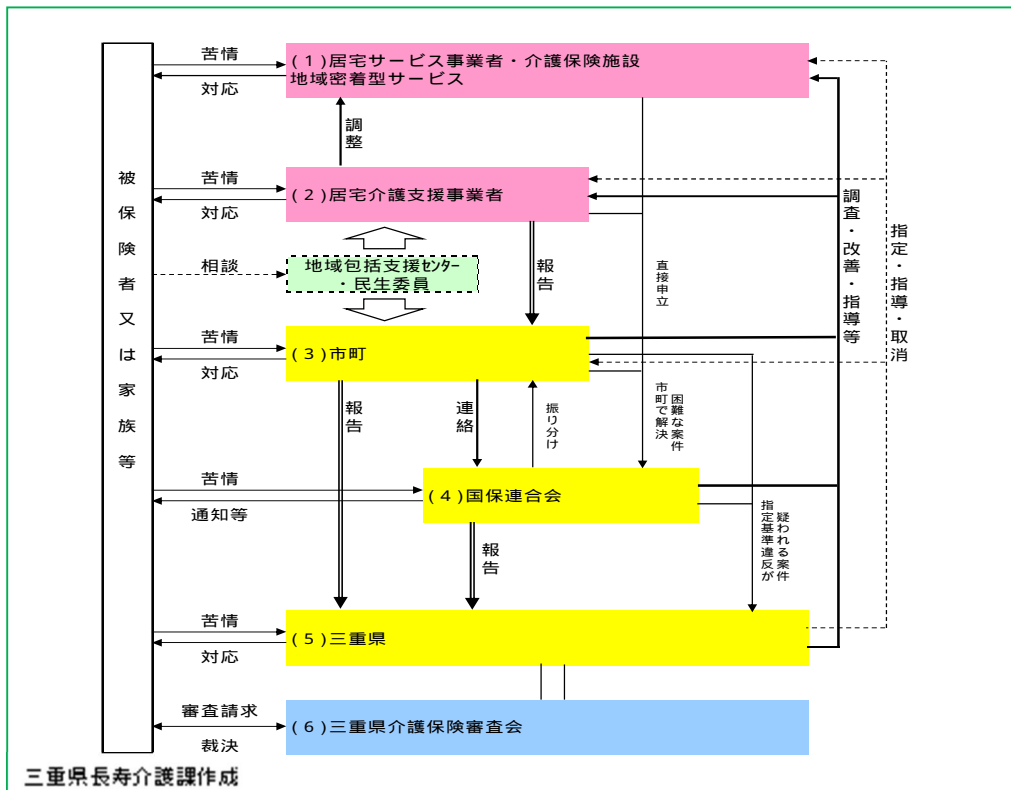 苦情
対応
(1)居宅サービス事業者・介護保険施設
地域密着型サービス
調整
被保険者又は家族等
苦情
対応
(2)居宅介護支援事業者
相談
地域包括支援ｾﾝﾀｰ
・民生委員
報告
直接申立
調査・改善・指導等
指定・指導・取消
苦情
対応
(3)市町
報告
連絡
振り分け
市町で解決
困難な案件
苦情
通知等
(4)国保連合会
報告
指定基準違反が
疑われる案件
苦情
対応
(5)三重県
審査請求
裁決
(6)三重県介護保険審査会
三重県長寿介護課作成